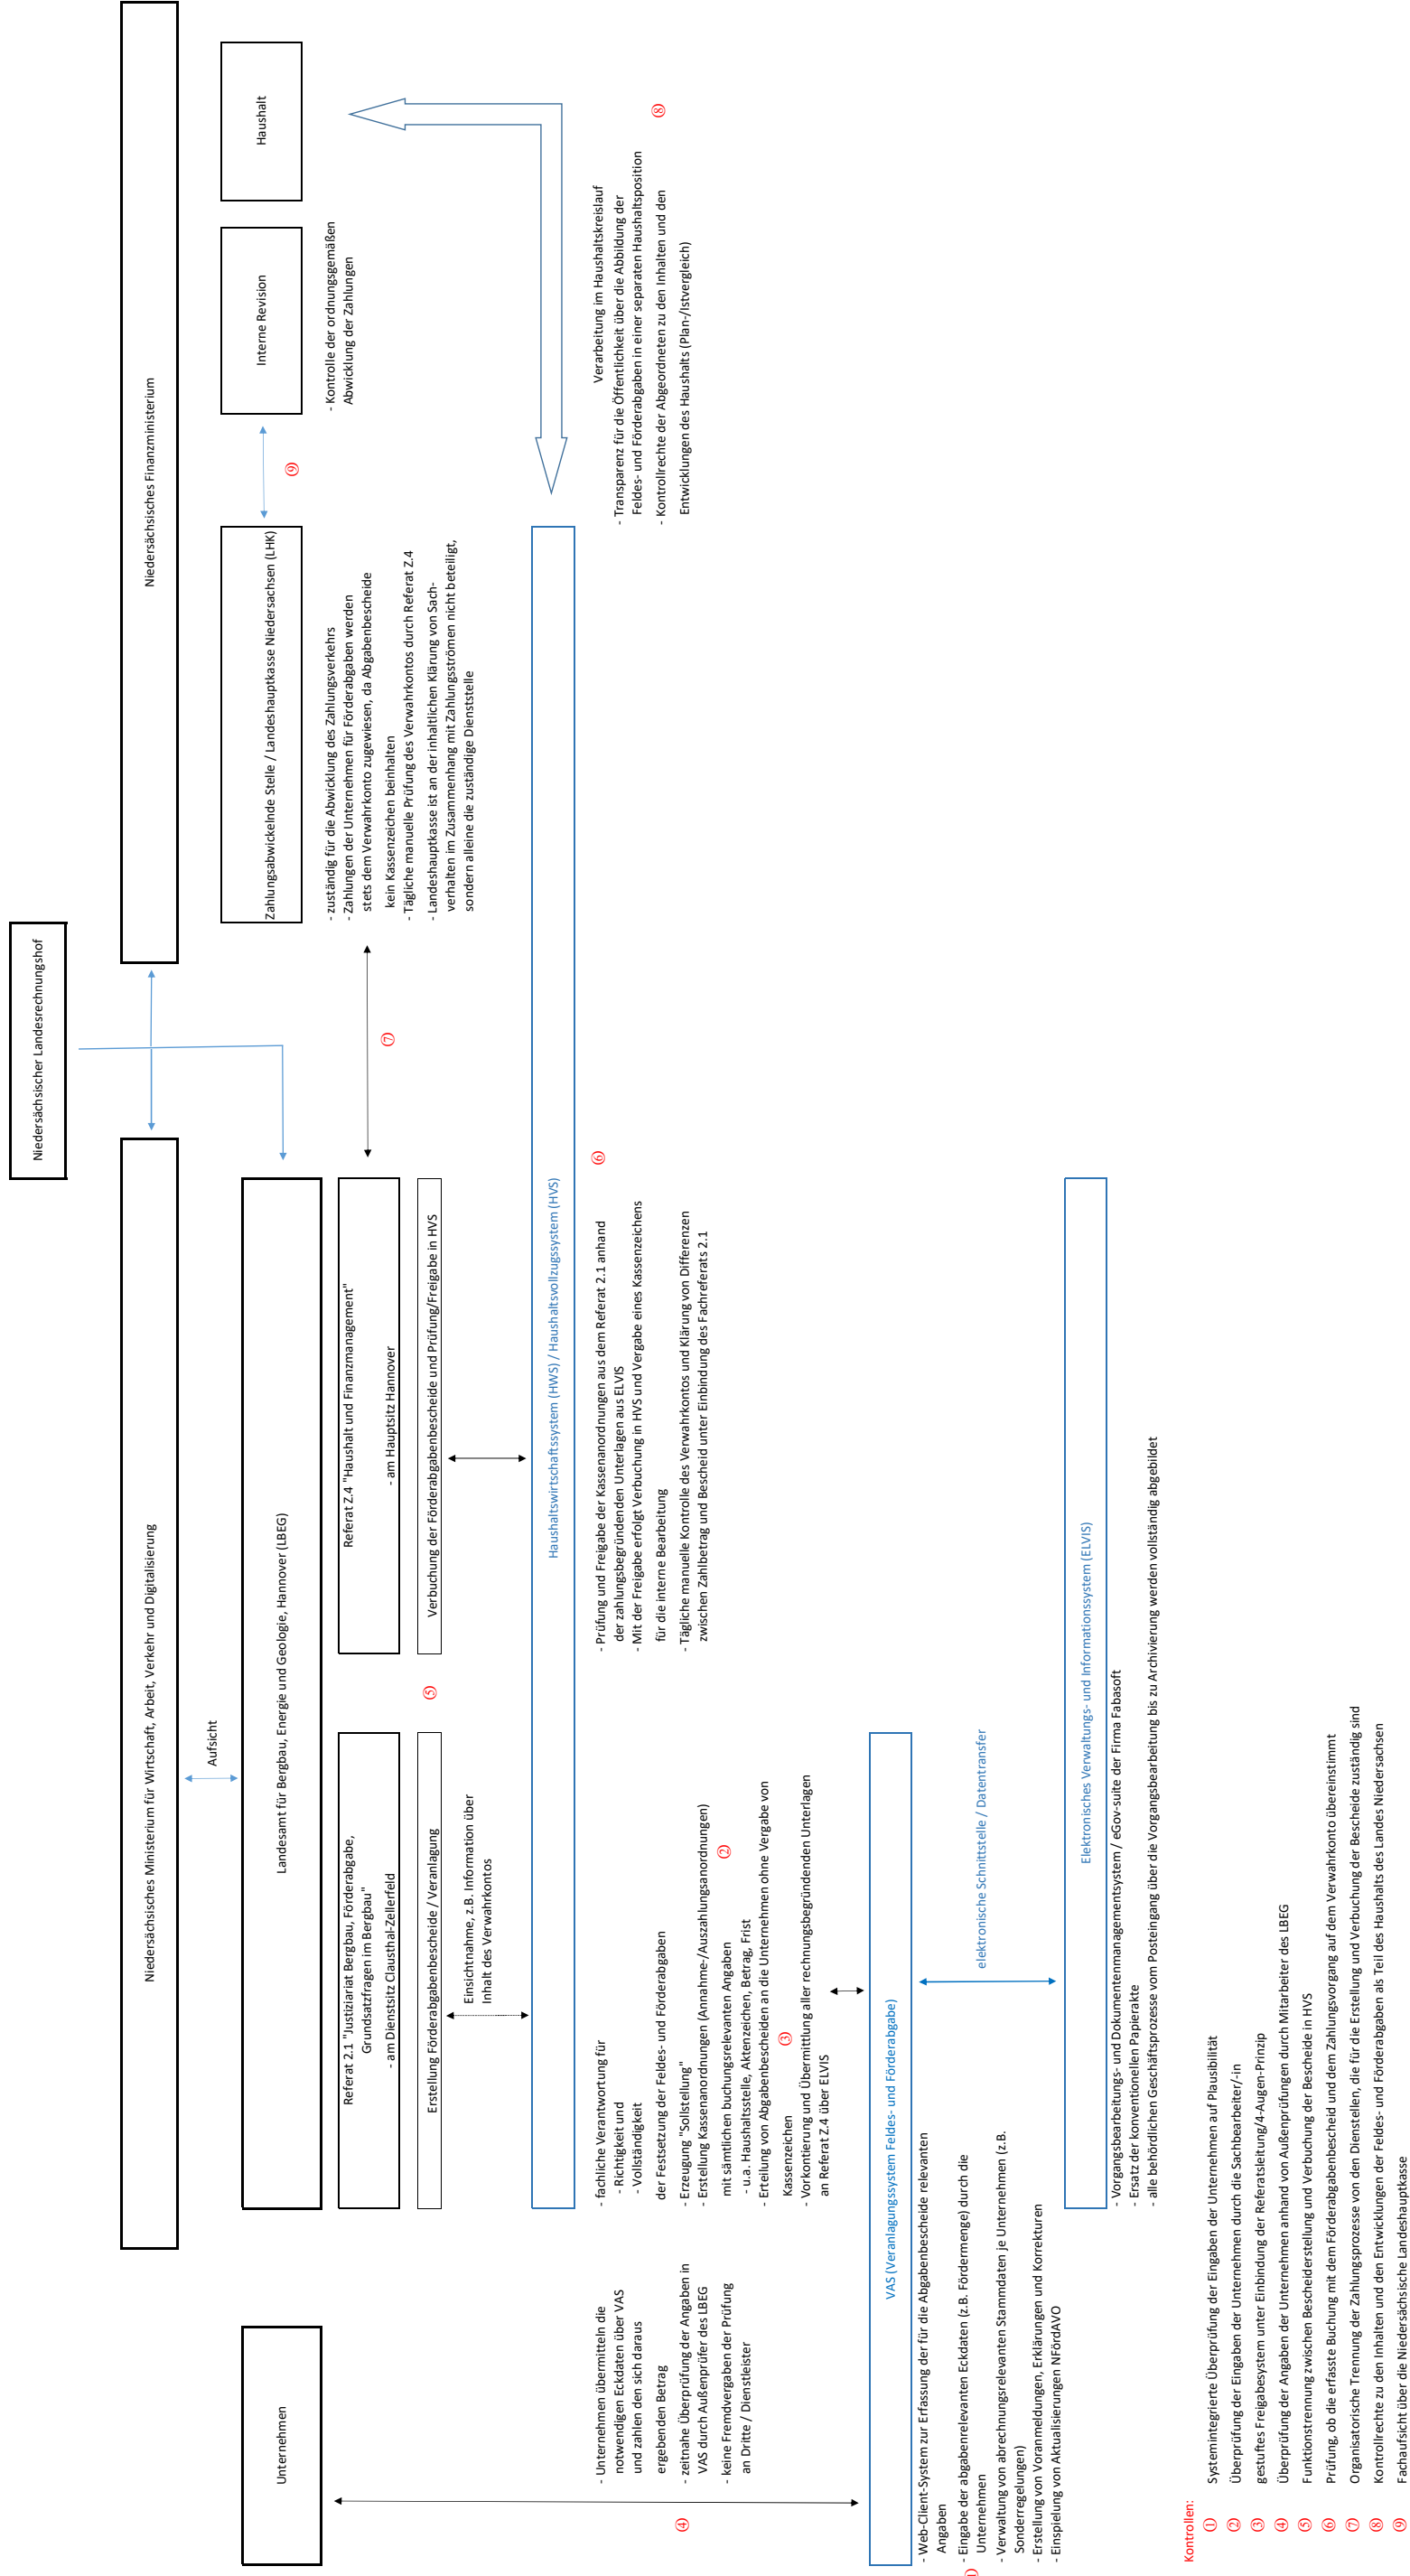 Niedersächsischer Landesrechnungshof
Niedersächsisches Ministerium für Wirtschaft, Arbeit, Verkehr und Digitalisierung
Niedersächsisches Finanzministerium
Aufsicht
Unternehmen
Landesamt für Bergbau, Energie und Geologie, Hannover (LBEG)
Zahlungsabwickelnde Stelle / Landeshauptkasse Niedersachsen (LHK)
Interne Revision
Haushalt
⑨
Referat 2.1 "Justiziariat Bergbau, Förderabgabe,
Grundsatzfragen im Bergbau"
- am Dienstsitz Clausthal-Zellerfeld
Referat Z.4 "Haushalt und Finanzmanagement"
- am Hauptsitz Hannover
⑦
- zuständig für die Abwicklung des Zahlungsverkehrs
- Zahlungen der Unternehmen für Förderabgaben werden
stets dem Verwahrkonto zugewiesen, da Abgabenbescheide
kein Kassenzeichen beinhalten
- Tägliche manuelle Prüfung des Verwahrkontos durch Referat Z.4
- Landeshauptkasse ist an der inhaltlichen Klärung von Sach-
verhalten im Zusammenhang mit Zahlungsströmen nicht beteiligt,
sondern alleine die zuständige Dienststelle
- Kontrolle der ordnungsgemäßen
Abwicklung der Zahlungen
Erstellung Förderabgabenbescheide / Veranlagung
⑤
Verbuchung der Förderabgabenbescheide und Prüfung/Freigabe in HVS
Einsichtnahme, z.B. Information über
Inhalt des Verwahrkontos
Haushaltswirtschaftssystem (HWS) / Haushaltsvollzugssystem (HVS)
- Unternehmen übermitteln die
notwendigen Eckdaten über VAS
und zahlen den sich daraus
ergebenden Betrag
- zeitnahe Überprüfung der Angaben in
VAS durch Außenprüfer des LBEG
- keine Fremdvergaben der Prüfung
an Dritte / Dienstleister
④
- fachliche Verantwortung für
- Richtigkeit und
- Vollständigkeit
der Festsetzung der Feldes- und Förderabgaben
- Erzeugung "Sollstellung"
- Erstellung Kassenanordnungen (Annahme-/Auszahlungsanordnungen)
mit sämtlichen buchungsrelevanten Angaben
②
- u.a. Haushaltsstelle, Aktenzeichen, Betrag, Frist
- Erteilung von Abgabenbescheiden an die Unternehmen ohne Vergabe von
Kassenzeichen
③
- Vorkontierung und Übermittlung aller rechnungsbegründenden Unterlagen
an Referat Z.4 über ELVIS
⑥
- Prüfung und Freigabe der Kassenanordnungen aus dem Referat 2.1 anhand
der zahlungsbegründenden Unterlagen aus ELVIS
- Mit der Freigabe erfolgt Verbuchung in HVS und Vergabe eines Kassenzeichens
für die interne Bearbeitung
- Tägliche manuelle Kontrolle des Verwahrkontos und Klärung von Differenzen
zwischen Zahlbetrag und Bescheid unter Einbindung des Fachreferats 2.1
Verarbeitung im Haushaltskreislauf
- Transparenz für die Öffentlichkeit über die Abbildung der
Feldes- und Förderabgaben in einer separaten Haushaltsposition
- Kontrollrechte der Abgeordneten zu den Inhalten und den
Entwicklungen des Haushalts (Plan-/Istvergleich)
⑧
VAS (Veranlagungssystem Feldes- und Förderabgabe)
- Web-Client-System zur Erfassung der für die Abgabenbescheide relevanten
Angaben
- Eingabe der abgabenrelevanten Eckdaten (z.B. Fördermenge) durch die
Unternehmen
- Verwaltung von abrechnungsrelevanten Stammdaten je Unternehmen (z.B.
Sonderregelungen)
- Erstellung von Voranmeldungen, Erklärungen und Korrekturen
- Einspielung von Aktualisierungen NFördAVO
elektronische Schnittstelle / Datentransfer
Elektronisches Verwaltungs- und Informationssystem (ELVIS)
- Vorgangsbearbeitungs- und Dokumentenmanagementsystem / eGov-suite der Firma Fabasoft
- Ersatz der konventionellen Papierakte
- alle behördlichen Geschäftsprozesse vom Posteingang über die Vorgangsbearbeitung bis zu Archivierung werden vollständig abgebildet
Kontrollen:
① Systemintegrierte Überprüfung der Eingaben der Unternehmen auf Plausibilität
② Überprüfung der Eingaben der Unternehmen durch die Sachbearbeiter/-in
③ gestuftes Freigabesystem unter Einbindung der Referatsleitung/4-Augen-Prinzip
④ Überprüfung der Angaben der Unternehmen anhand von Außenprüfungen durch Mitarbeiter des LBEG
⑤ Funktionstrennung zwischen Bescheiderstellung und Verbuchung der Bescheide in HVS
⑥ Prüfung, ob die erfasste Buchung mit dem Förderabgabenbescheid und dem Zahlungsvorgang auf dem Verwahrkonto übereinstimmt
⑦ Organisatorische Trennung der Zahlungsprozesse von den Dienstellen, die für die Erstellung und Verbuchung der Bescheide zuständig sind
⑧ Kontrollrechte zu den Inhalten und den Entwicklungen der Feldes- und Förderabgaben als Teil des Haushalts des Landes Niedersachsen
⑨ Fachaufsicht über die Niedersächsische Landeshauptkasse